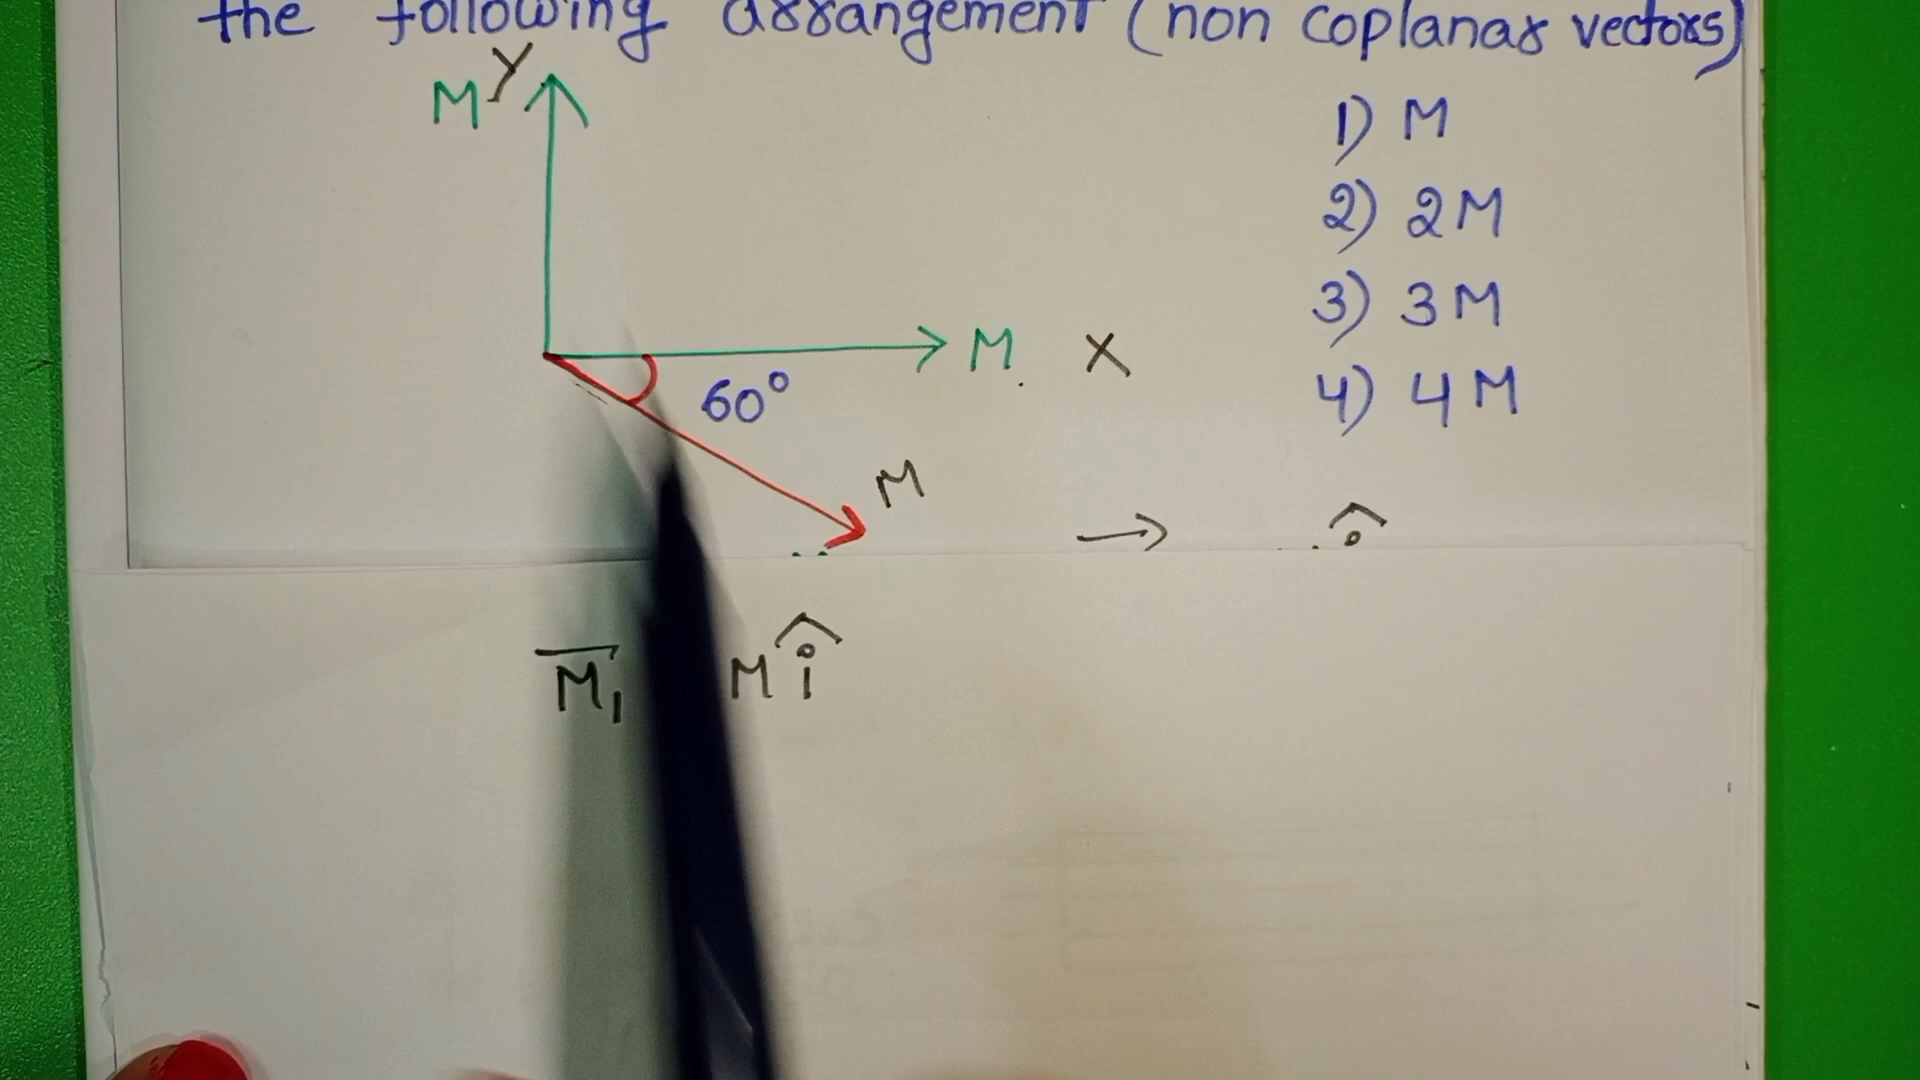 the following arrangement (non coplanar vectors)
M Y
1) M
2) 2M
3) 3M
4) 4M
M X
60°
M
M₁ M î